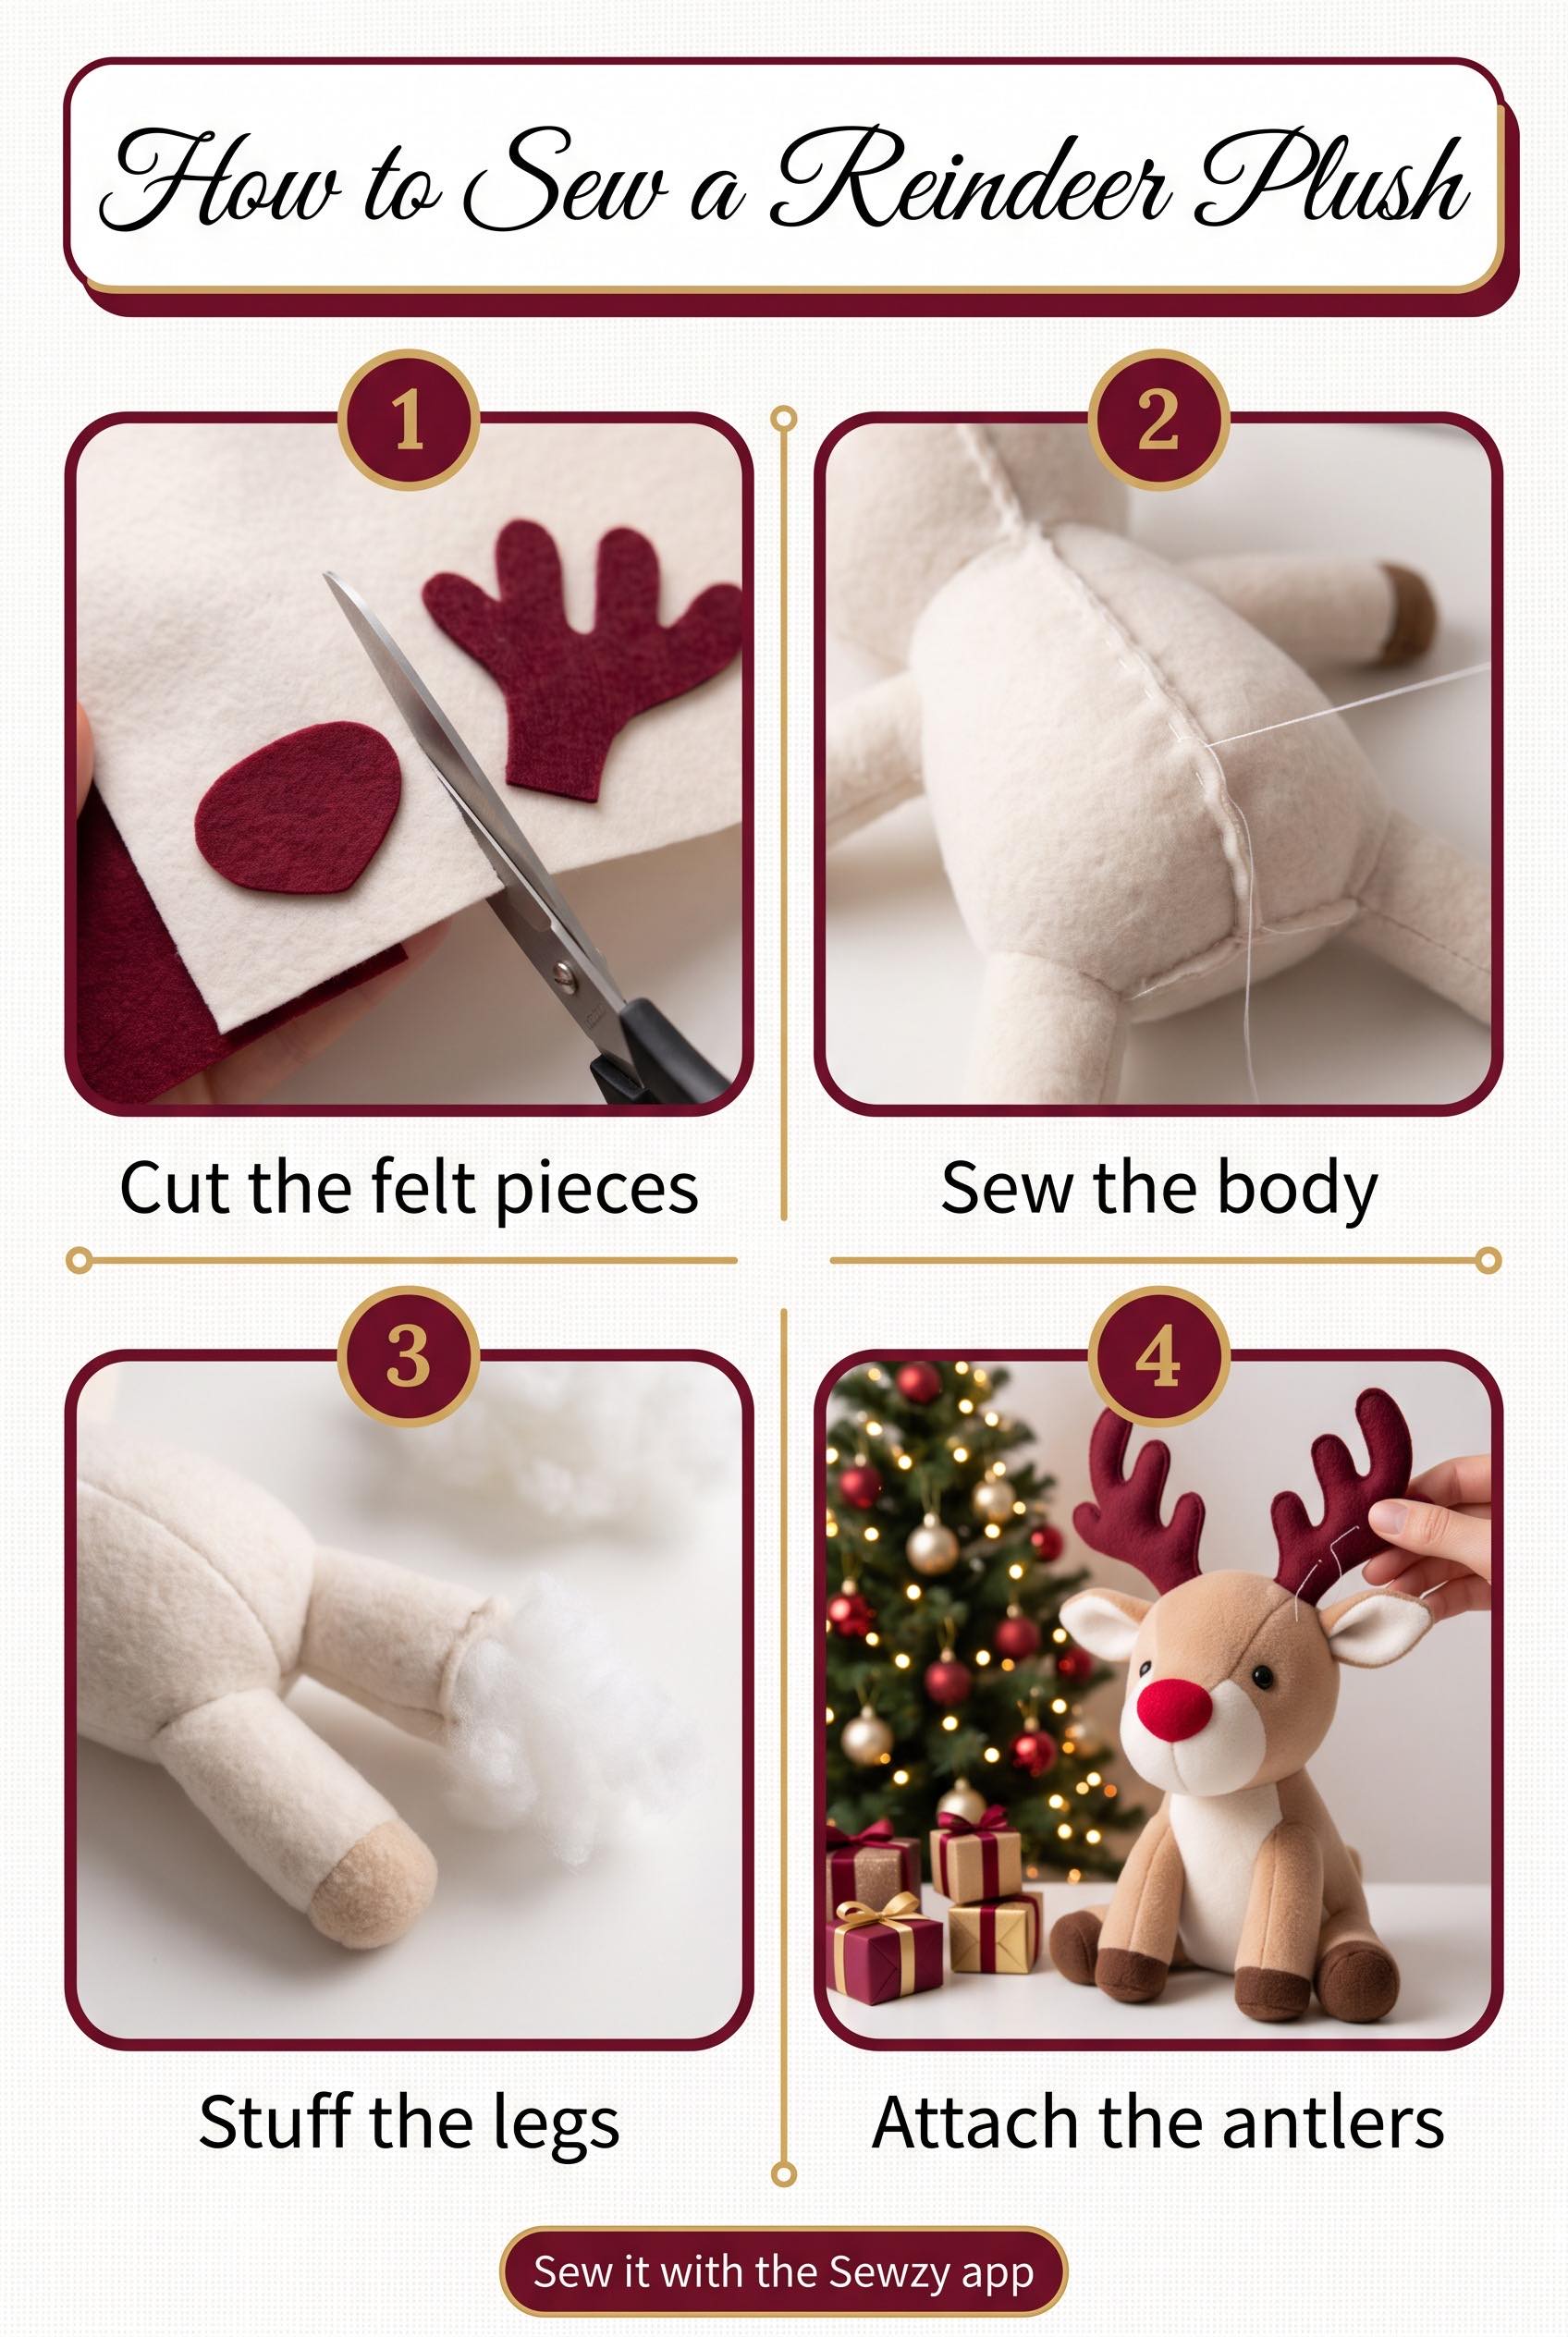 How to Sew a Reindeer Plush
1
2
Cut the felt pieces
Sew the body
3
4
Stuff the legs
Attach the antlers
Sew it with the Sewzy app